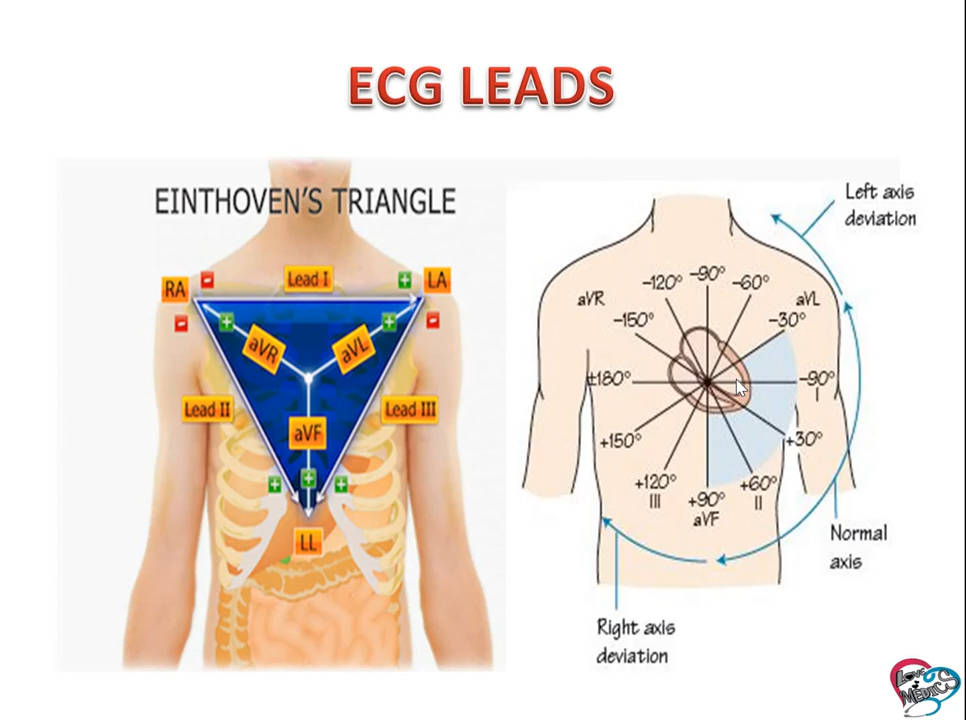 ECG LEADS
EINTHOVEN'S TRIANGLE
RA
Lead I
LA
aVR
aVL
Lead II
Lead III
aVF
LL
Left axis
deviation
-90°
-120°
-60°
aVR
aVL
-150°
-30°
±180°
-90°
I
+150°
+30°
+120°
+60°
III
+90°
II
aVF
Normal
axis
Right axis
deviation
LOVE
MEDICS